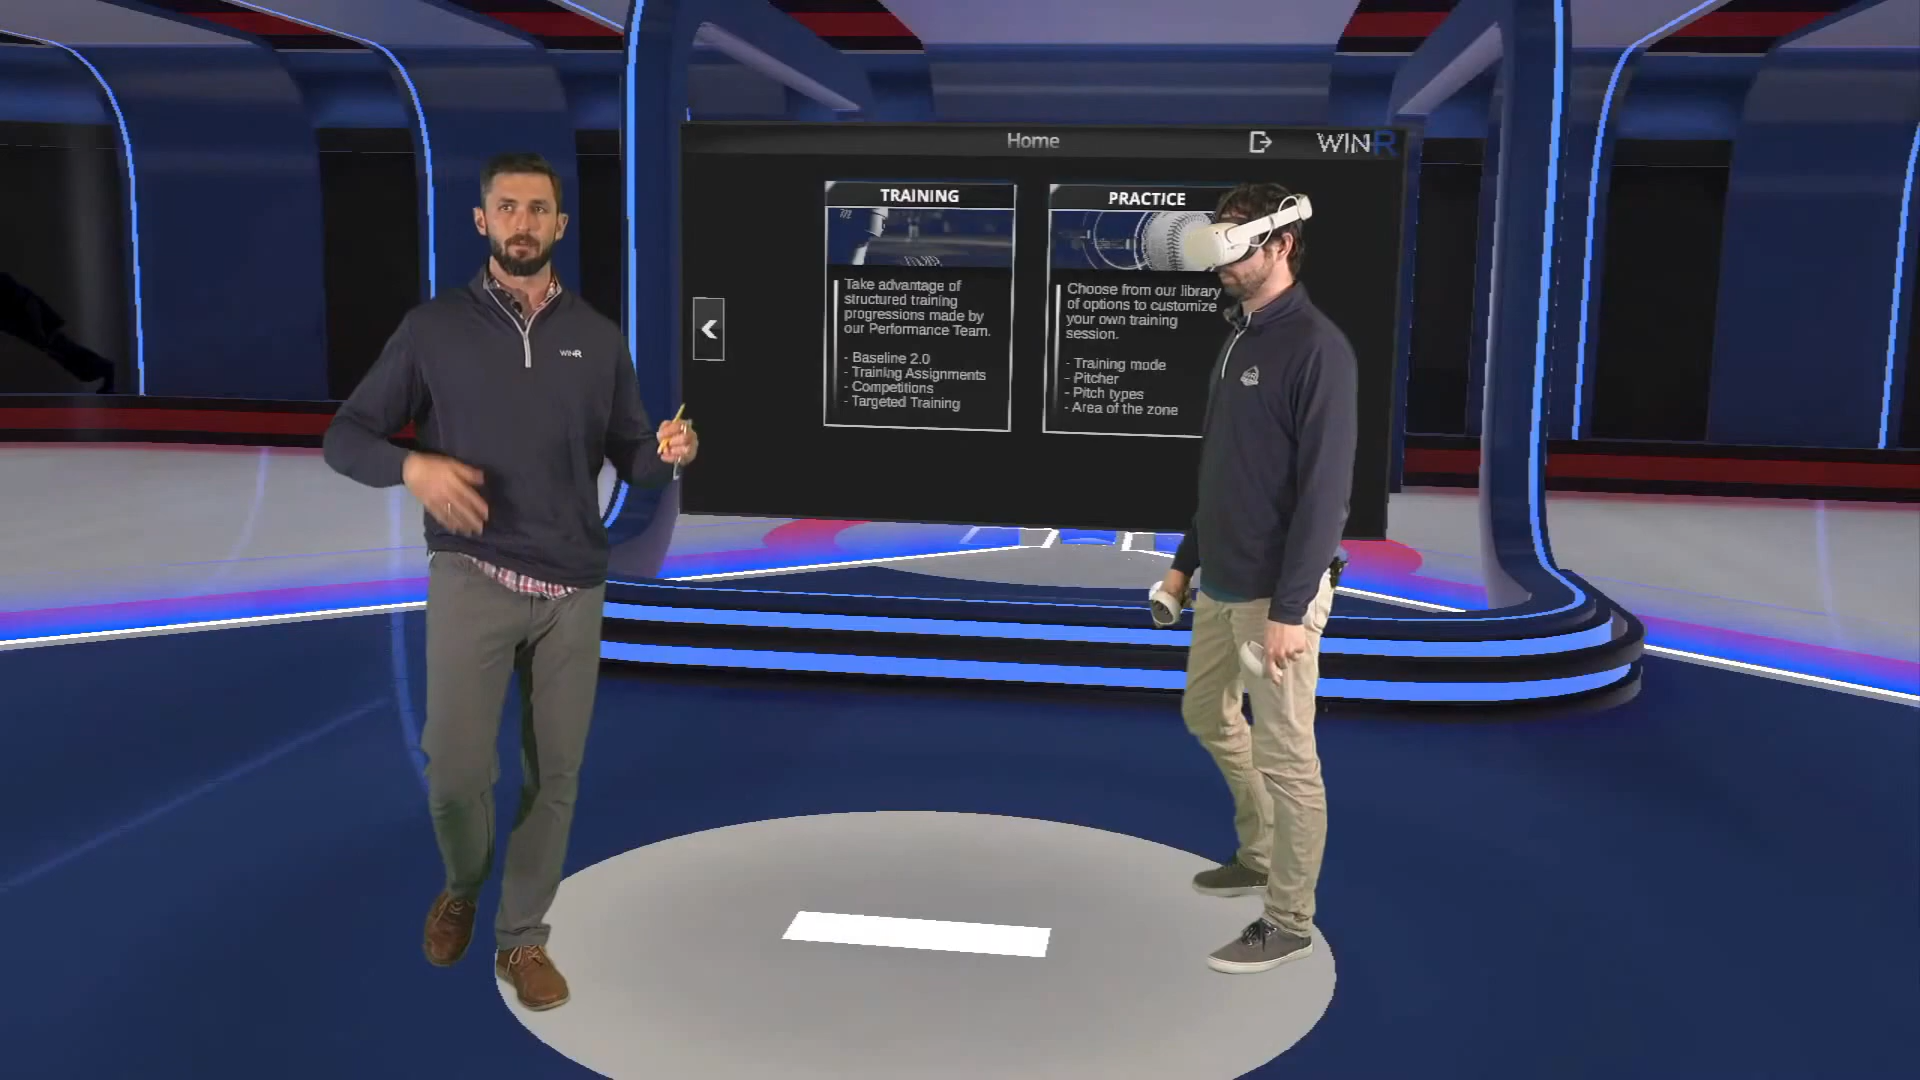 Home
WINR
TRAINING
Take advantage of
structured training
progressions made by
our Performance Team.
- Baseline 2.0
- Training Assignments
- Competitions
- Targeted Training
PRACTICE
Choose from our library
of options to customize
your own training
session.
- Training mode
- Pitcher
- Pitch types
- Area of the zone
WINR